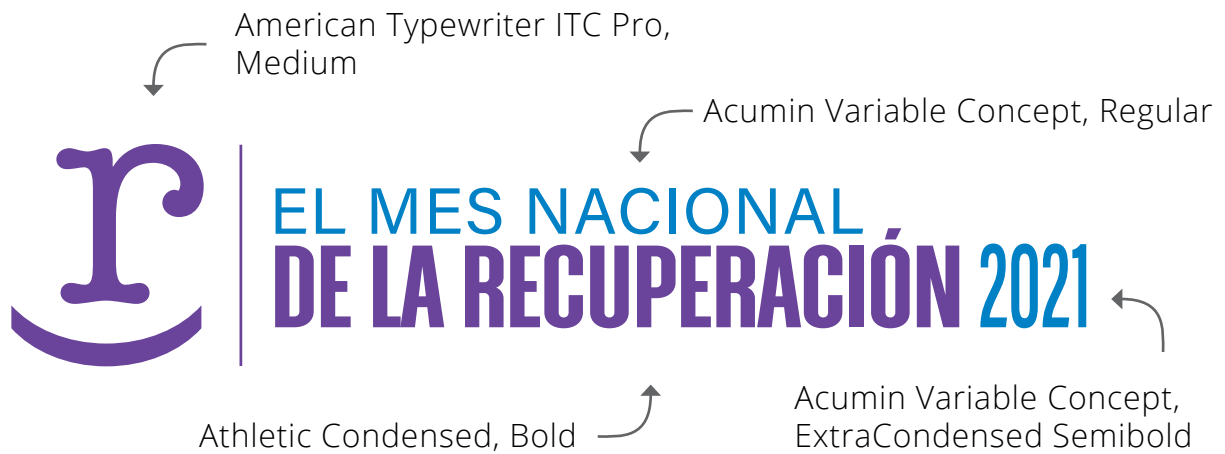 American Typewriter ITC Pro,
Medium
Acumin Variable Concept, Regular
r
EL MES NACIONAL
DE LA RECUPERACIÓN 2021
Athletic Condensed, Bold
Acumin Variable Concept,
ExtraCondensed Semibold